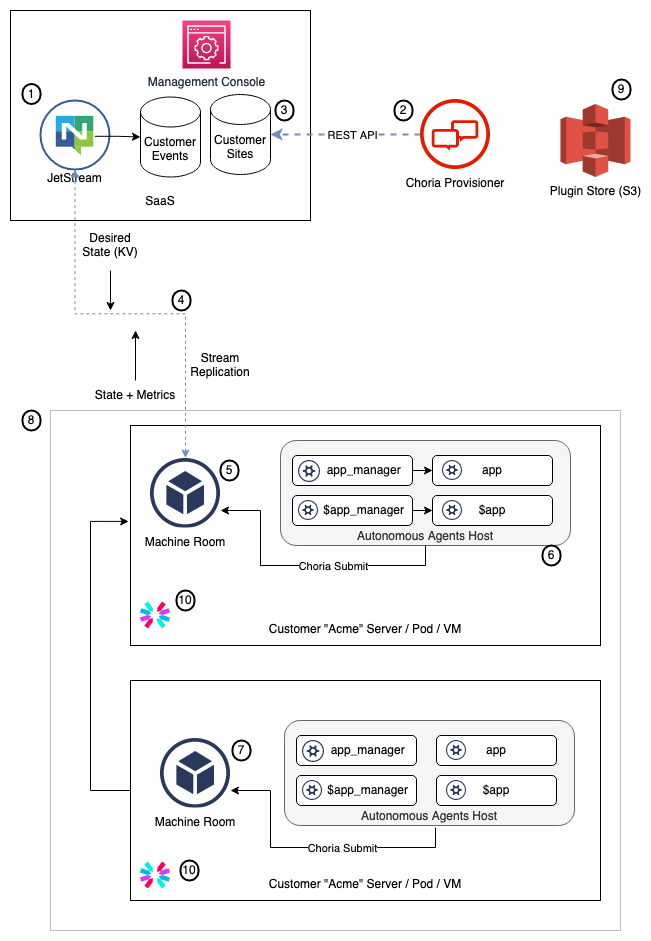 Management Console
1
3
2
9
Customer
Events
Customer
Sites
REST API
JetStream
Choria Provisioner
Plugin Store (S3)
SaaS
Desired
State (KV)
4
Stream
Replication
State + Metrics
8
5
app_manager
app
$app_manager
$app
Machine Room
Autonomous Agents Host
6
Choria Submit
10
Customer "Acme" Server / Pod / VM
7
app_manager
app
$app_manager
$app
Machine Room
Autonomous Agents Host
Choria Submit
10
Customer "Acme" Server / Pod / VM